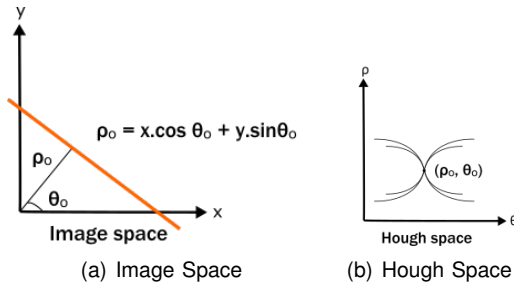 y
ρo = x.cos θo + y.sinθo
ρo
θo
x
Image space
(a) Image Space
ρ
(ρo, θo)
θ
Hough space
(b) Hough Space